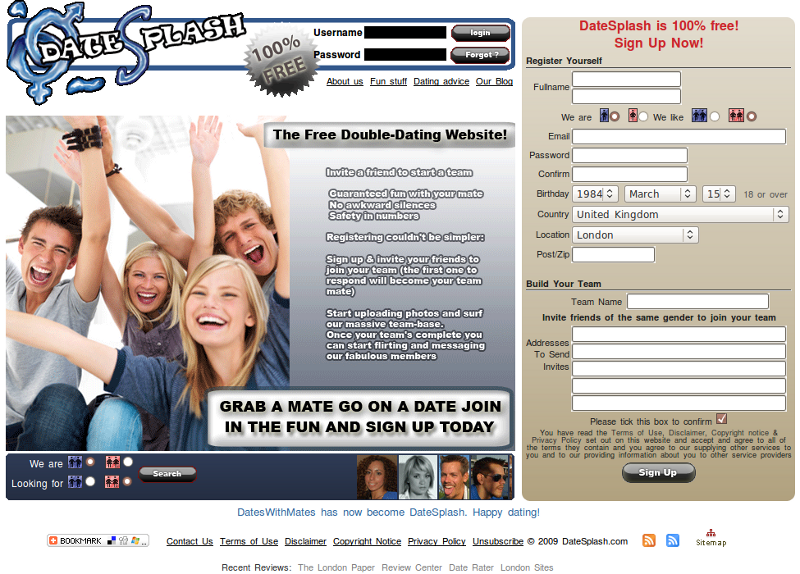 DATESPLASH
100%
FREE
Username
login
Password
Forgot ?
About us Fun stuff Dating advice Our Blog
The Free Double-Dating Website!
Invite a friend to start a team
Guaranteed fun with your mate
No awkward silences
Safety in numbers
Registering couldn't be simpler:
Sign up & invite your friends to
join your team (the first one to
respond will become your team
mate)
Start uploading photos and surf
our massive team-base.
Once your team's complete you
can start flirting and messaging
our fabulous members
GRAB A MATE GO ON A DATE JOIN
IN THE FUN AND SIGN UP TODAY
We are
Looking for
Search
DateSplash is 100% free!
Sign Up Now!
Register Yourself
Fullname
We are We like
Email
Password
Confirm
Birthday 1984 March 15 18 or over
Country United Kingdom
Location London
Post/Zip
Build Your Team
Team Name
Invite friends of the same gender to join your team
Addresses
To Send
Invites
Please tick this box to confirm
You have read the Terms of Use, Disclaimer, Copyright notice &
Privacy Policy set out on this website and accept and agree to all of
the terms they contain and you agree to our supplying other services to
you and to our providing information about you to other service providers
Sign Up
DatesWithMates has now become DateSplash. Happy dating!
BOOKMARK
Contact Us Terms of Use Disclaimer Copyright Notice Privacy Policy Unsubscribe © 2009 DateSplash.com
Sitemap
Recent Reviews: The London Paper Review Center Date Rater London Sites